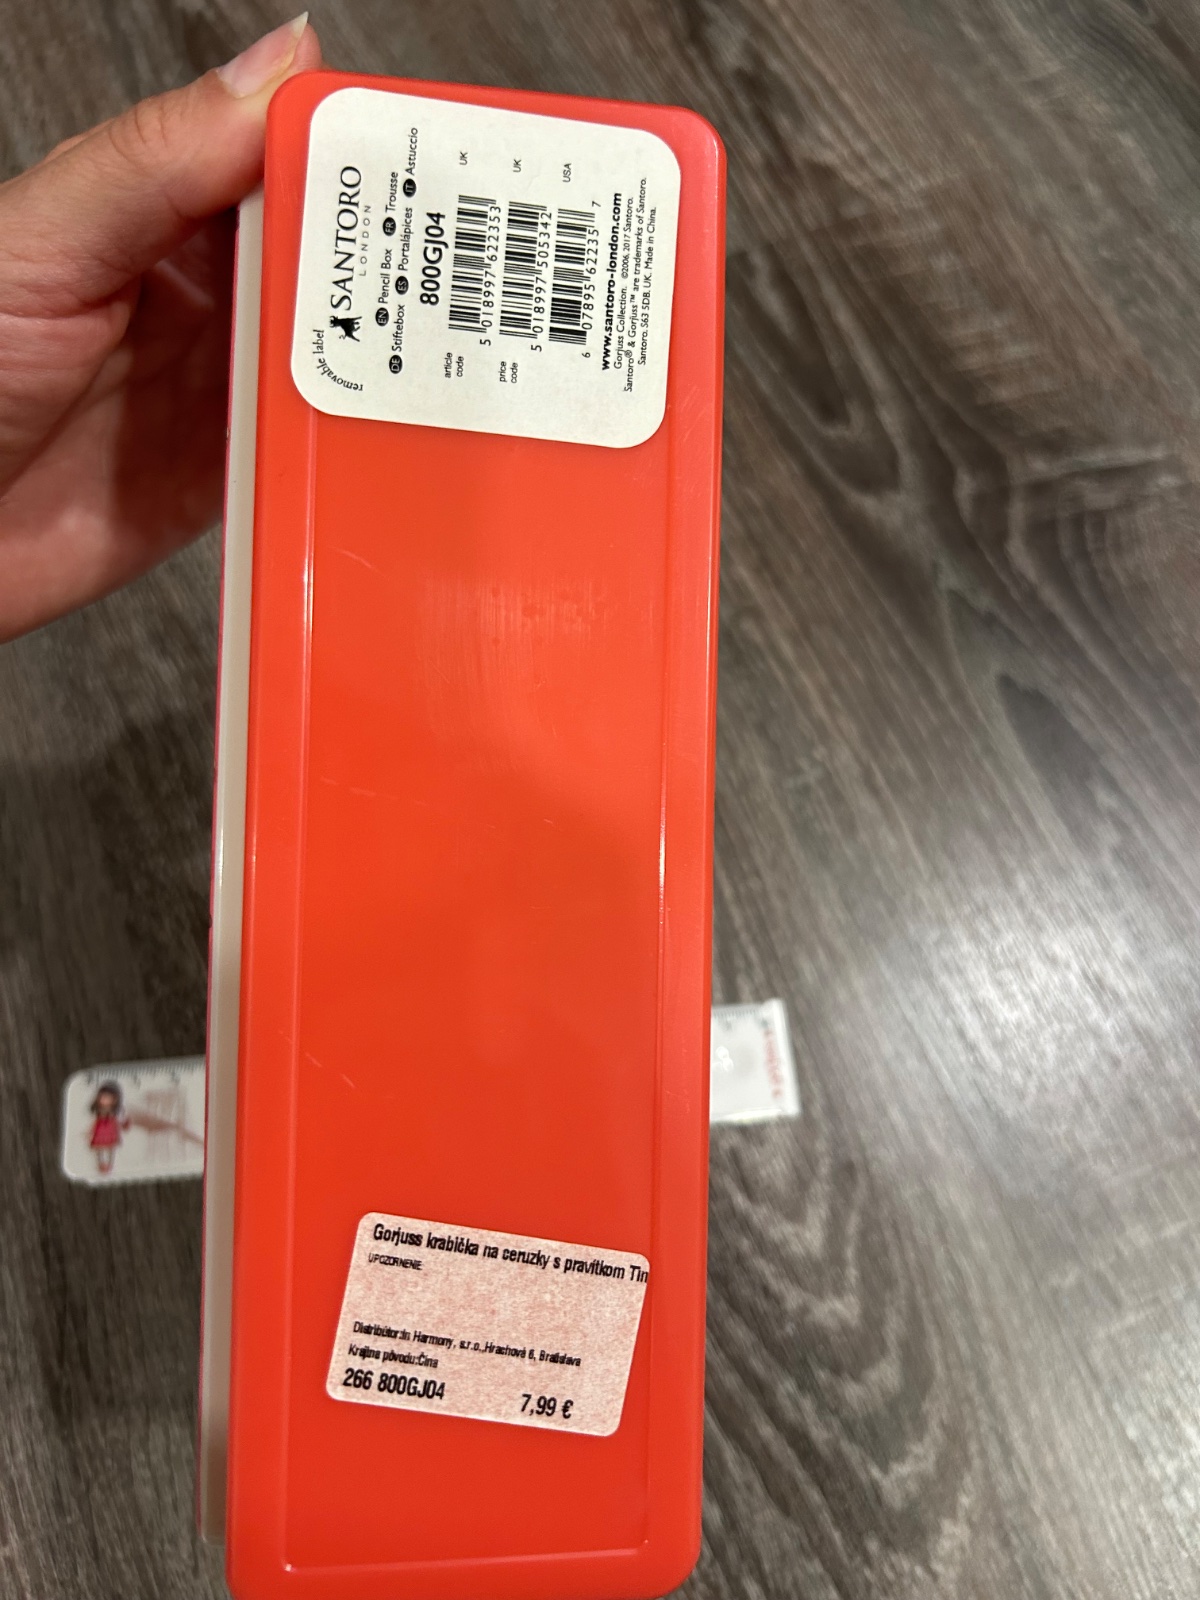 removable label
SANTORO
LONDON
EN Pencil Box FR Trousse
DE Stiftebox ES Portalápices IT Astuccio
800GJ04
article
code
5 018997 622353
UK
price
code
5 018997 505342
UK
6 07895 62235 7
USA
www.santoro-london.com
Gorjuss Collection. ©2006, 2017 Santoro.
Santoro® & Gorjuss™ are trademarks of Santoro.
Santoro. S63 5DB. UK. Made in China.
Gorjuss krabička na ceruzky s pravítkom Tin
UPOZORNENIE:
Distribútor:In Harmony, s.r.o.,Hrachová 6, Bratislava
Krajina pôvodu:Čína
266 800GJ04
7,99 €